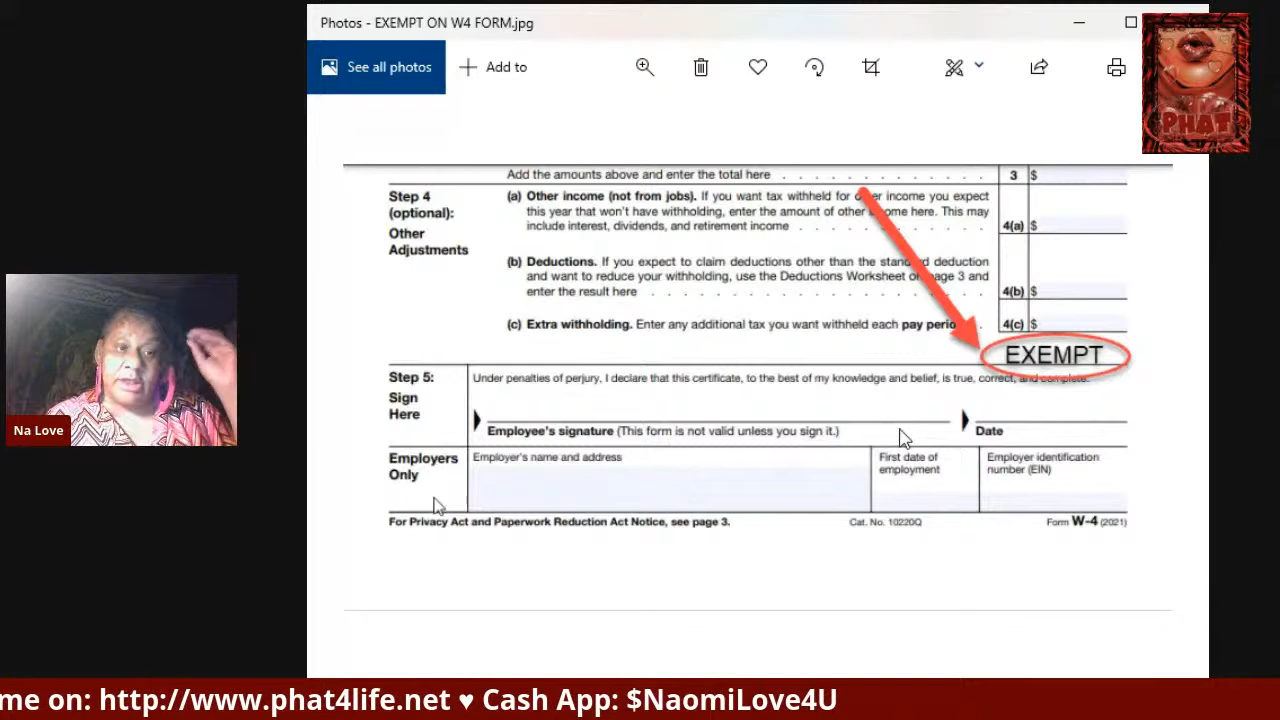 Photos - EXEMPT ON W4 FORM.jpg
See all photos
Add to
PHAT
Add the amounts above and enter the total here . . . . . . . . . . . 3 $
Step 4
(optional):
Other
Adjustments
(a) Other income (not from jobs). If you want tax withheld for income you expect
this year that won't have withholding, enter the amount of other income here. This may
include interest, dividends, and retirement income . . . . . . . . . . 4(a) $
(b) Deductions. If you expect to claim deductions other than the deduction
and want to reduce your withholding, use the Deductions Worksheet page 3 and
enter the result here . . . . . . . . . . . . . . . . . 4(b) $
(c) Extra withholding. Enter any additional tax you want withheld each pay . 4(c) $
EXEMPT
Step 5:
Sign
Here
Under penalties of perjury, I declare that this certificate, to the best of my knowledge and belief, is true, correct, and complete.
Employee's signature (This form is not valid unless you sign it.)
Date
Employers
Only
Employer's name and address
First date of
employment
Employer identification
number (EIN)
For Privacy Act and Paperwork Reduction Act Notice, see page 3.
Cat. No. 10220Q
Form W-4 (2021)
Na Love
me on: http://www.phat4life.net ♥ Cash App: $NaomiLove4U